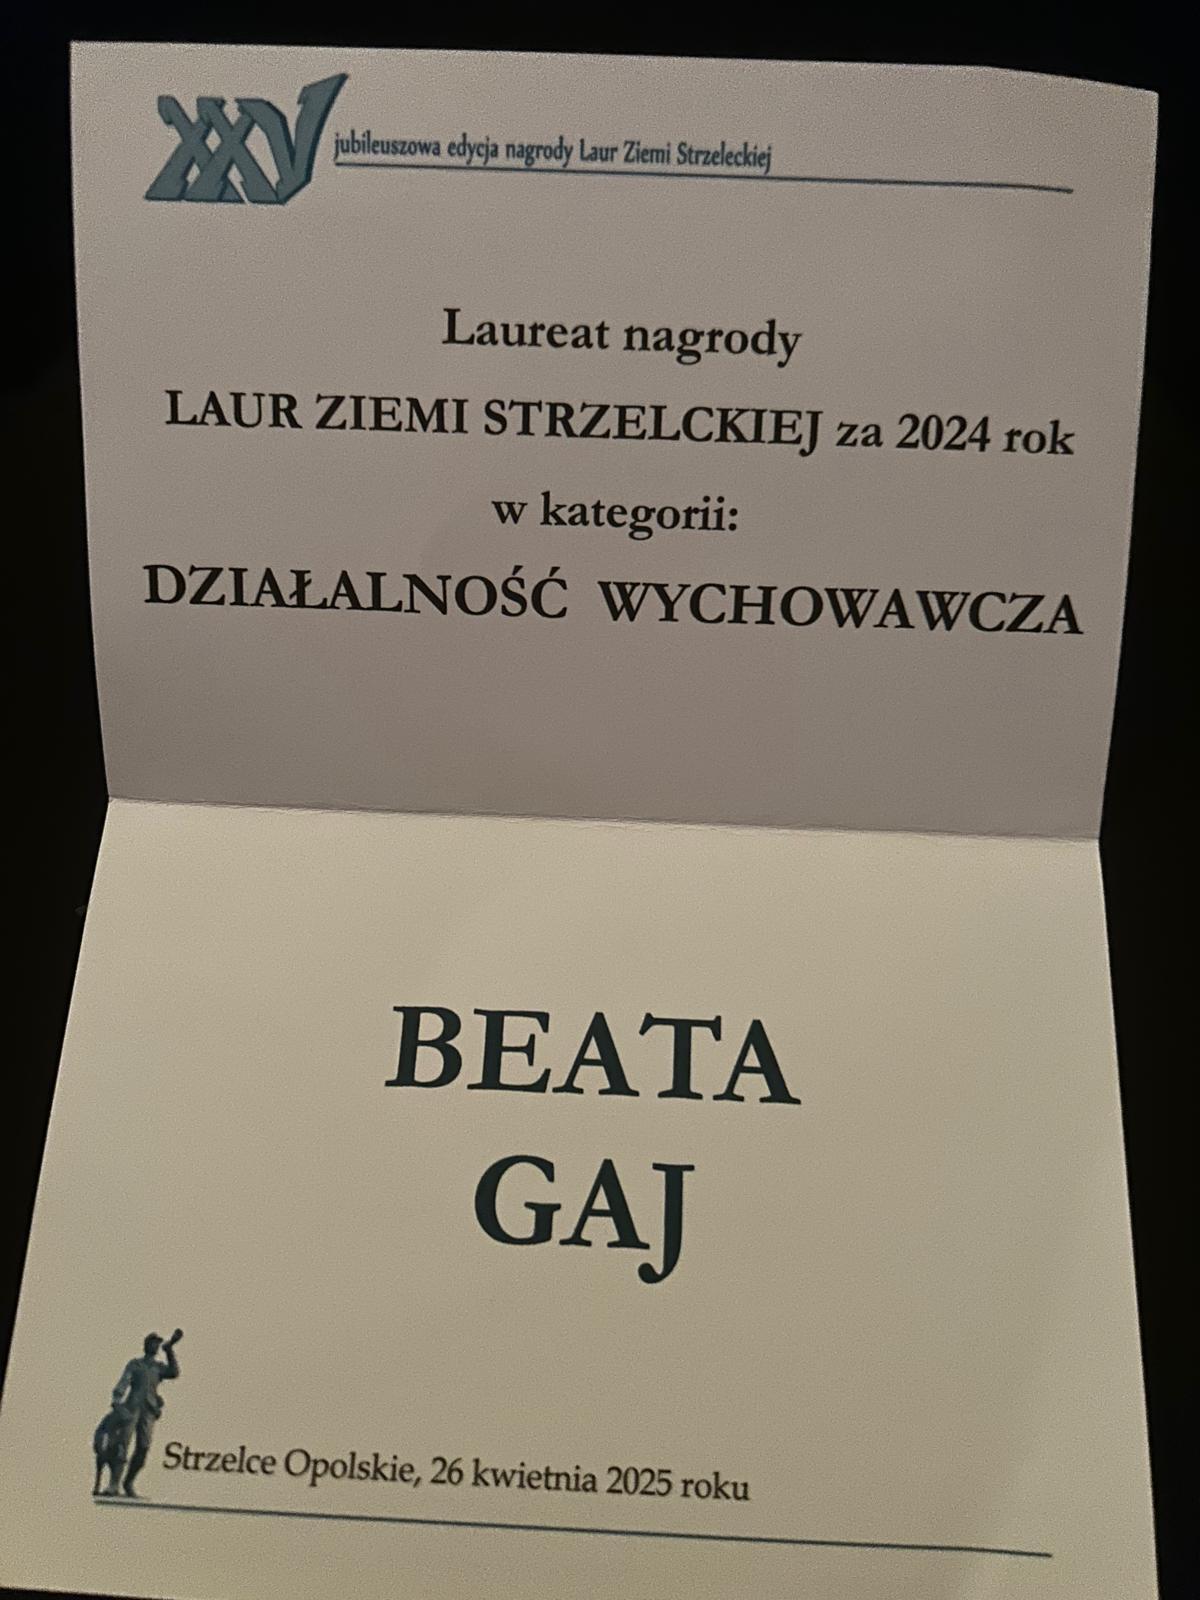 XXV jubileuszowa edycja nagrody Laur Ziemi Strzeleckiej
Laureat nagrody
LAUR ZIEMI STRZELCKIEJ za 2024 rok
w kategorii:
DZIAŁALNOŚĆ WYCHOWAWCZA
BEATA
GAJ
Strzelce Opolskie, 26 kwietnia 2025 roku